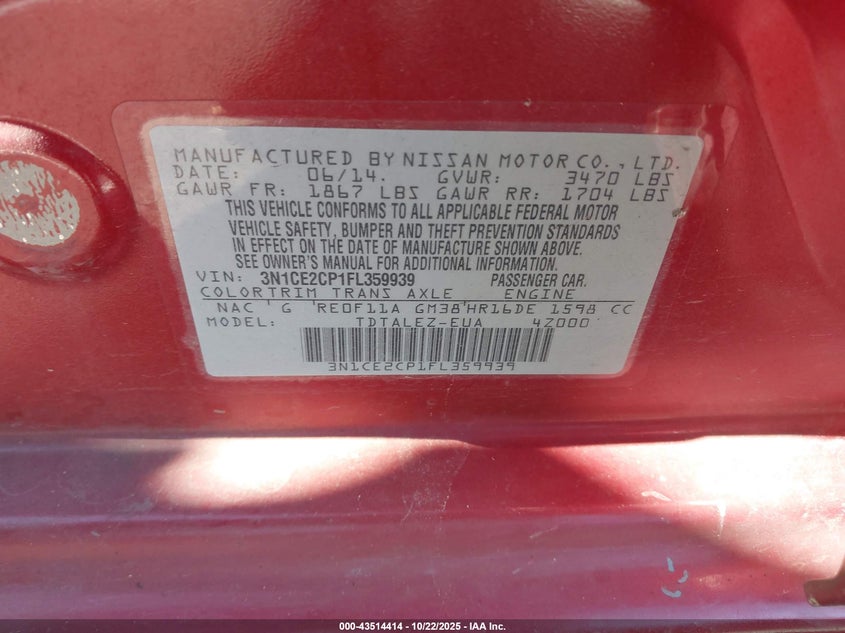 MANUFACTURED BY NISSAN MOTOR CO., LTD.
DATE: 06/14. GVWR: 3470 LBS
GAWR FR: 1867 LBS GAWR RR: 1704 LBS
THIS VEHICLE CONFORMS TO ALL APPLICABLE FEDERAL MOTOR
VEHICLE SAFETY, BUMPER AND THEFT PREVENTION STANDARDS
IN EFFECT ON THE DATE OF MANUFACTURE SHOWN ABOVE.
SEE OWNER'S MANUAL FOR ADDITIONAL INFORMATION.
VIN: 3N1CE2CP1FL359939 PASSENGER CAR.
COLOR TRIM TRANS AXLE ENGINE
NAC G RE0F11A GM38 HR16DE 1598 CC
MODEL: TDTALEZ-EUA 4Z000
3N1CE2CP1FL359939
000-43514414 | 10/22/2025 - IAA Inc.